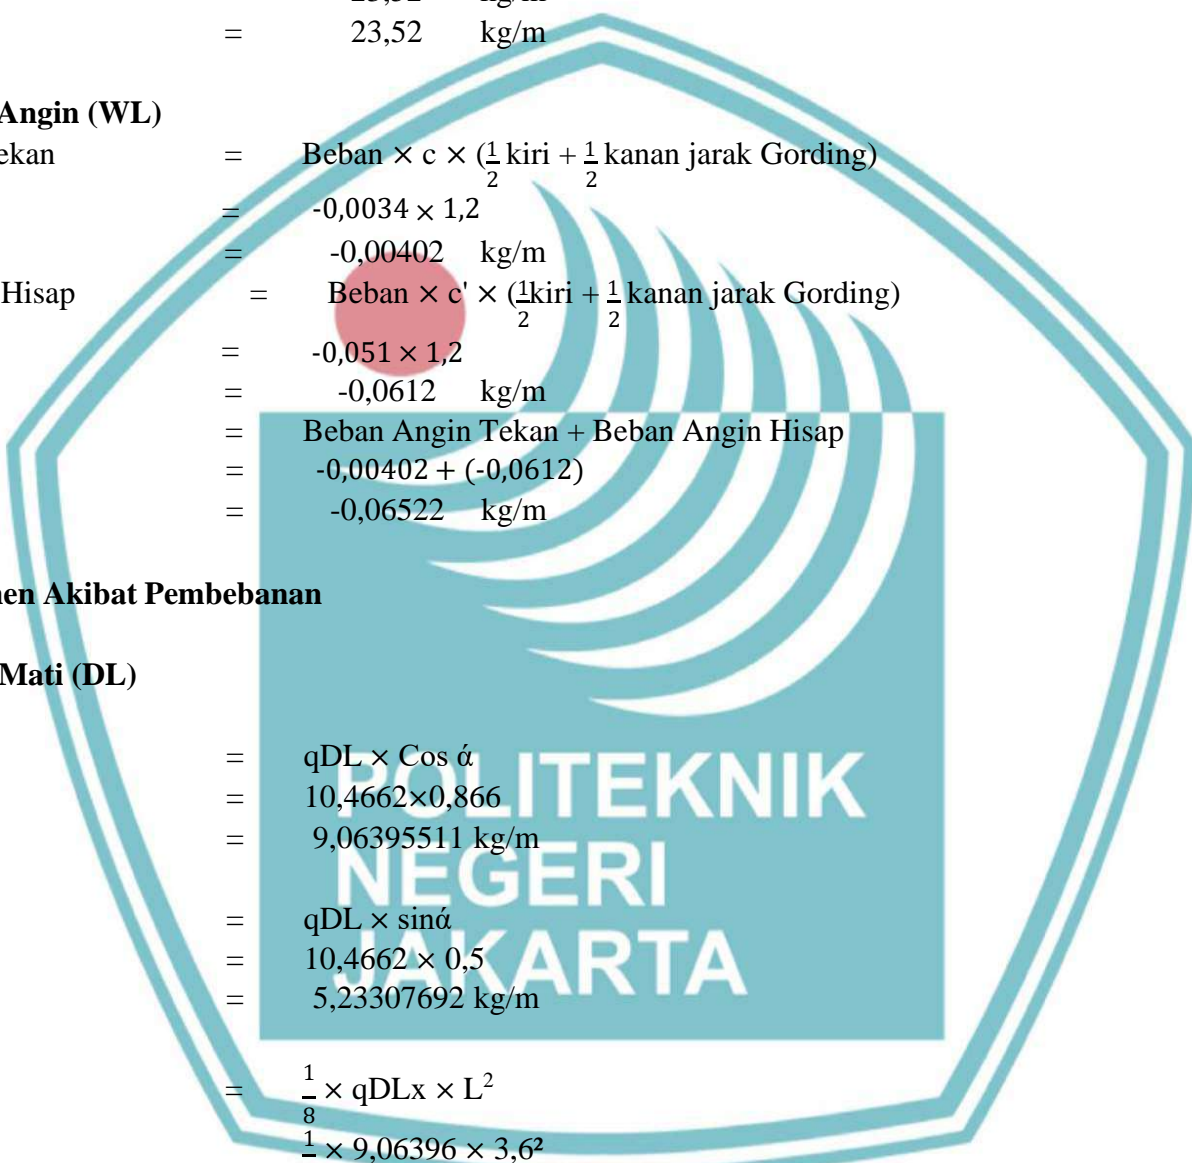 = 23,52 kg/m
Angin (WL)
ekan = Beban × c × (1/2 kiri + 1/2 kanan jarak Gording)
= -0,0034 × 1,2
= -0,00402 kg/m
Hisap = Beban × c' × (1/2 kiri + 1/2 kanan jarak Gording)
= -0,051 × 1,2
= -0,0612 kg/m
= Beban Angin Tekan + Beban Angin Hisap
= -0,00402 + (-0,0612)
= -0,06522 kg/m
en Akibat Pembebanan
Mati (DL)
= qDL × Cos ά
= 10,4662×0,866
= 9,06395511 kg/m
= qDL × sinά
= 10,4662 × 0,5
= 5,23307692 kg/m
POLITEKNIK
NEGERI
JAKARTA
= 1/8 × qDLx × L²
1 × 9,06396 × 3,6²